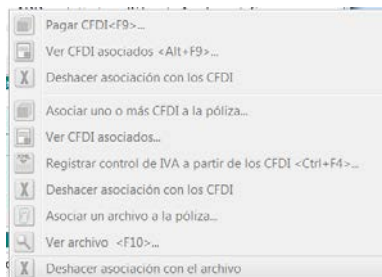 Pagar CFDI<F9>...
Ver CFDI asociados <Alt+F9>...
Deshacer asociación con los CFDI
Asociar uno o más CFDI a la póliza...
Ver CFDI asociados...
Registrar control de IVA a partir de los CFDI <Ctrl+F4>...
Deshacer asociación con los CFDI
Asociar un archivo a la póliza...
Ver archivo <F10>...
Deshacer asociación con el archivo